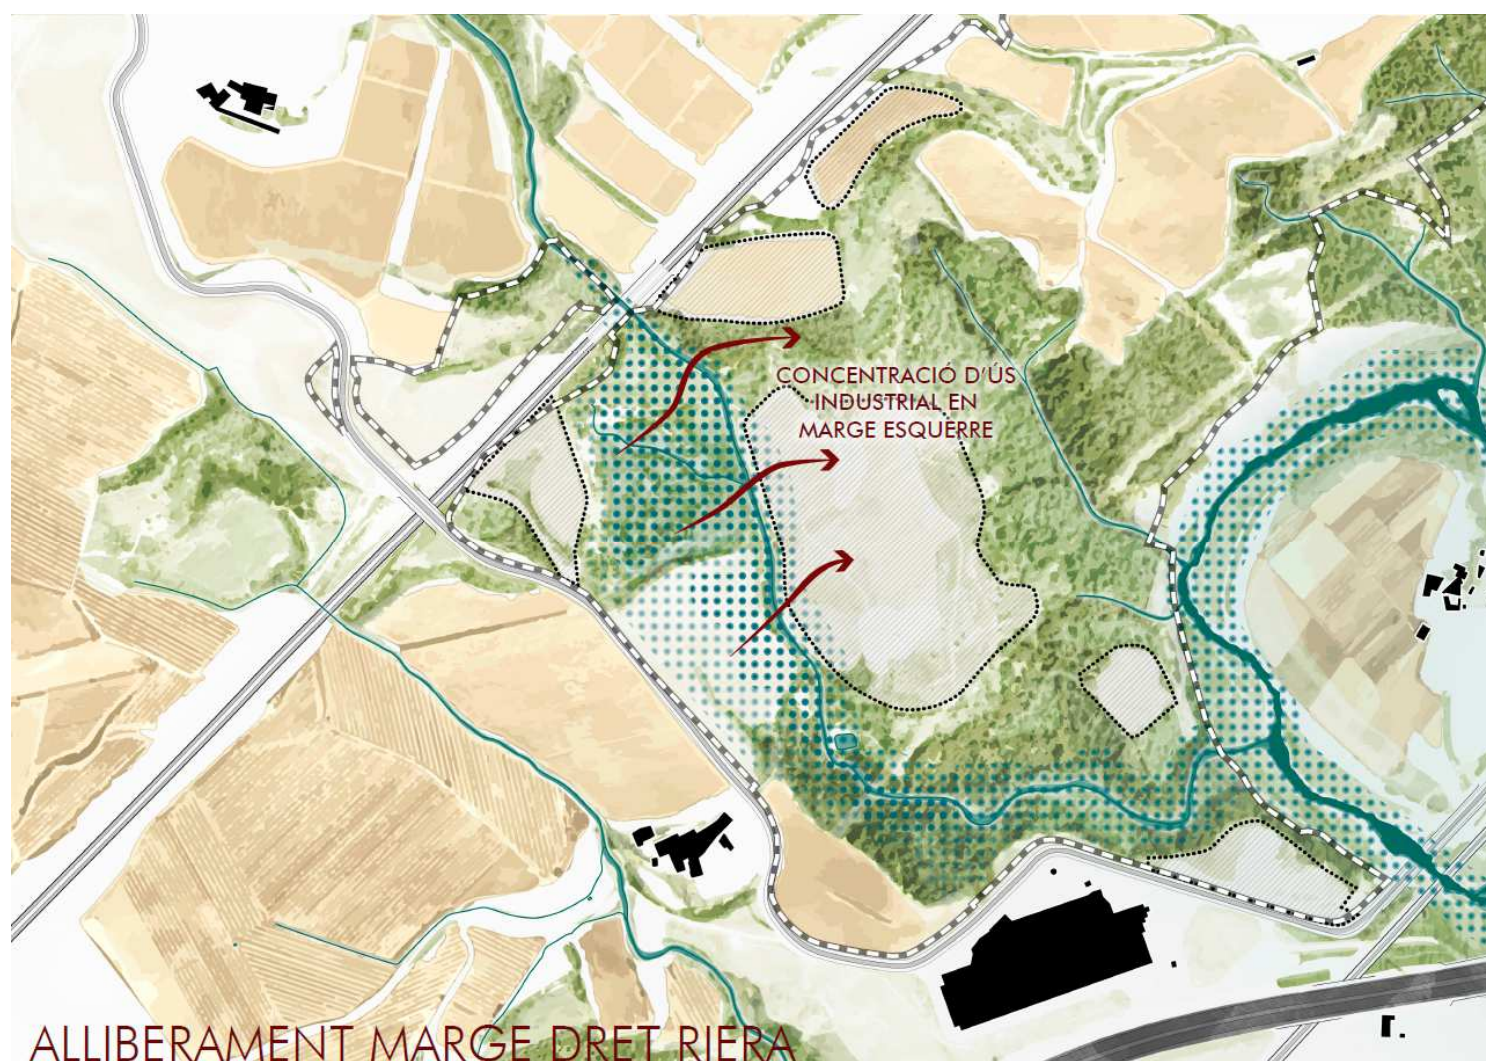 CONCENTRACIÓ D'ÚS
INDUSTRIAL EN
MARGE ESQUERRE
ALLIBERAMENT MARGE DRET RIERA